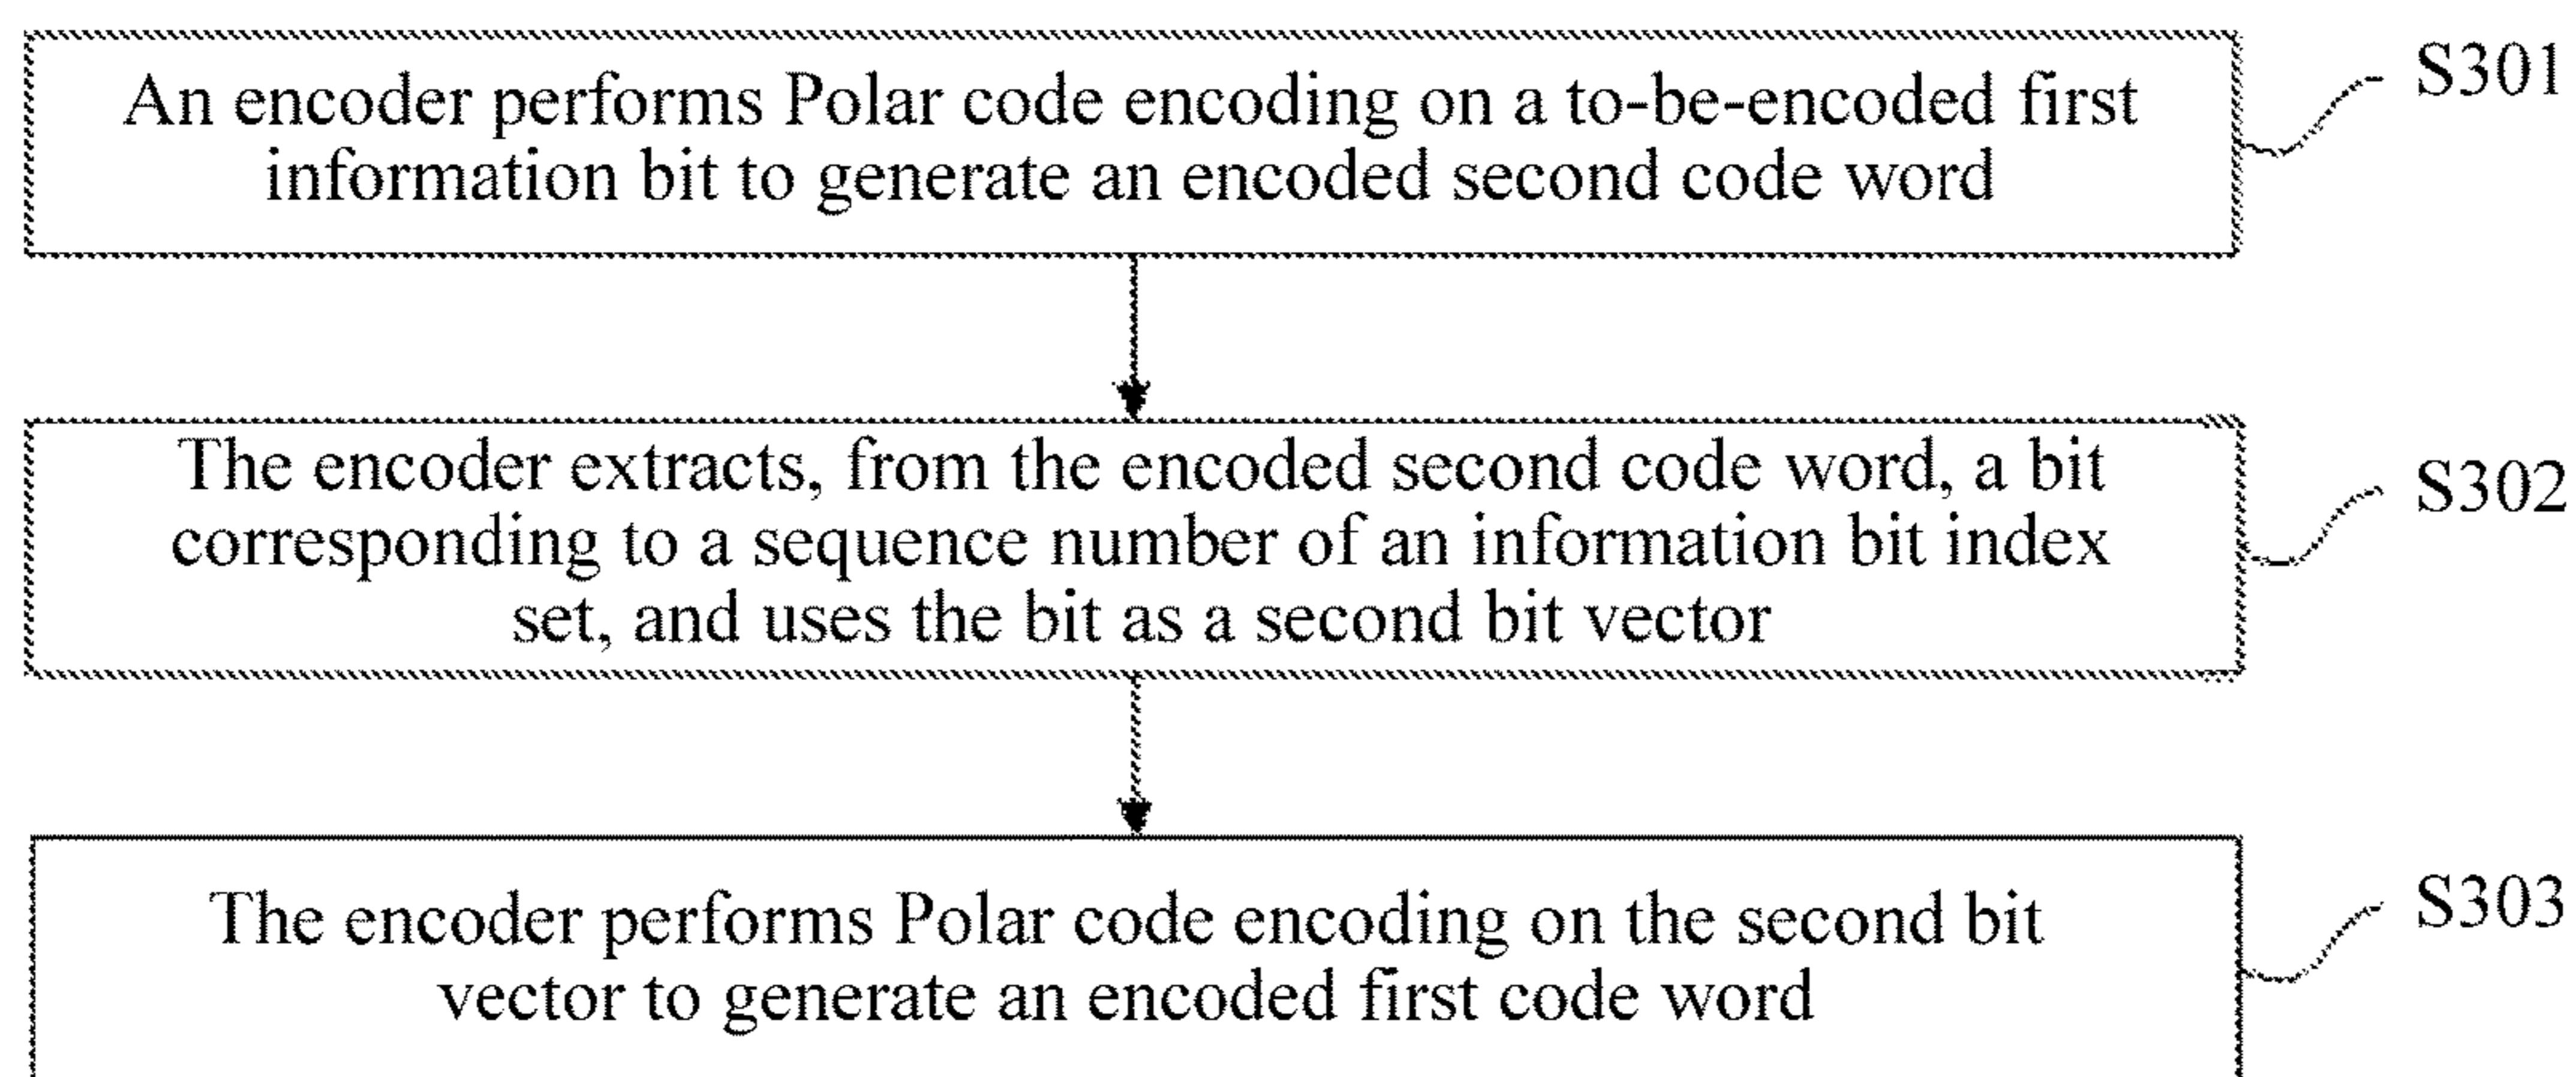 An encoder performs Polar code encoding on a to-be-encoded first
information bit to generate an encoded second code word
S301
The encoder extracts, from the encoded second code word, a bit
corresponding to a sequence number of an information bit index
set, and uses the bit as a second bit vector
S302
The encoder performs Polar code encoding on the second bit
vector to generate an encoded first code word
S303